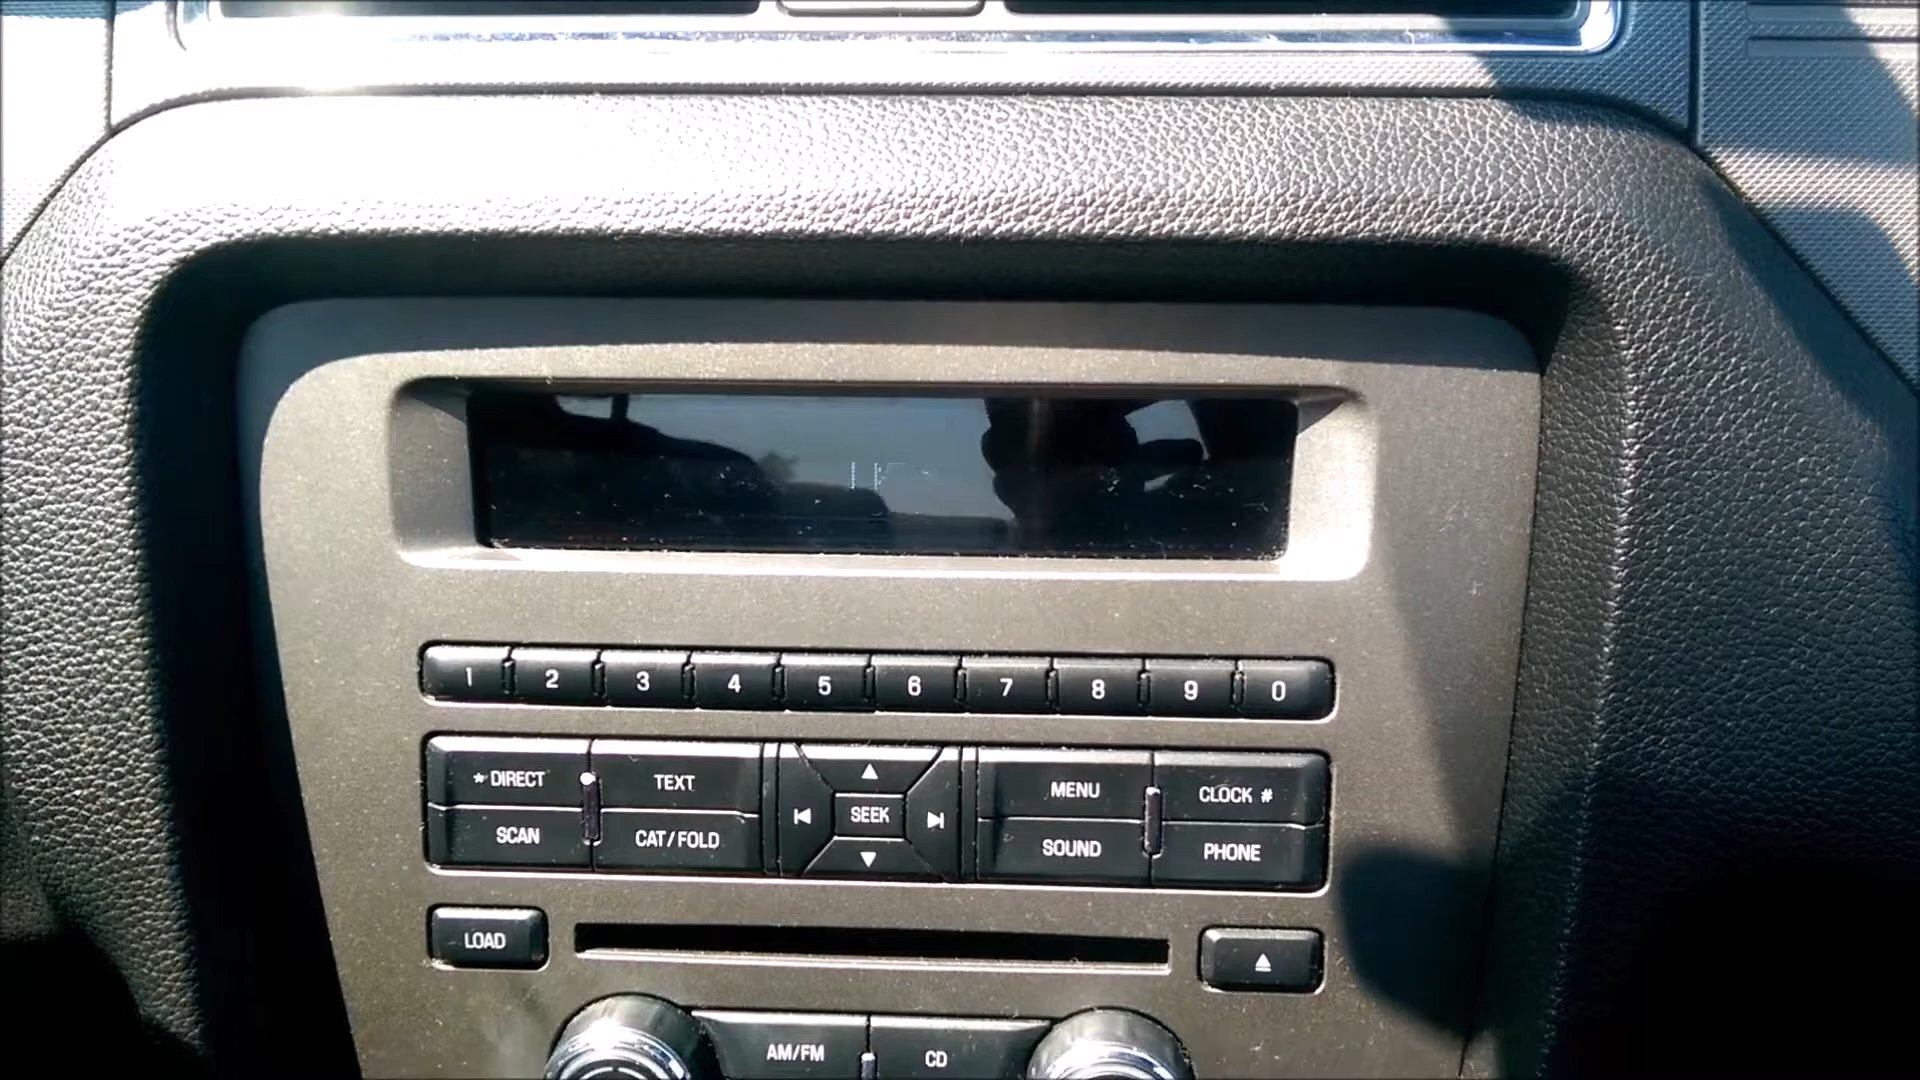 1 2 3 4 5 6 7 8 9 0
* DIRECT TEXT MENU CLOCK #
SEEK
SCAN CAT/FOLD SOUND PHONE
LOAD
AM/FM CD